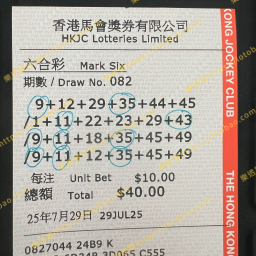 香港馬會獎券有限公司
HKJC Lotteries Limited
六合彩 Mark Six
期數 / Draw No. 082
9+12+29+35+44+45
/1+11+22+23+29+43
/9+11+18+35+45+49
/9+11+12+35+45+49
每注 Unit Bet $10.00
總額 Total $40.00
25年7月29日 29JUL25
0827044 24B9 K
KONG JOCKEY CLUB
THE HONG KONG